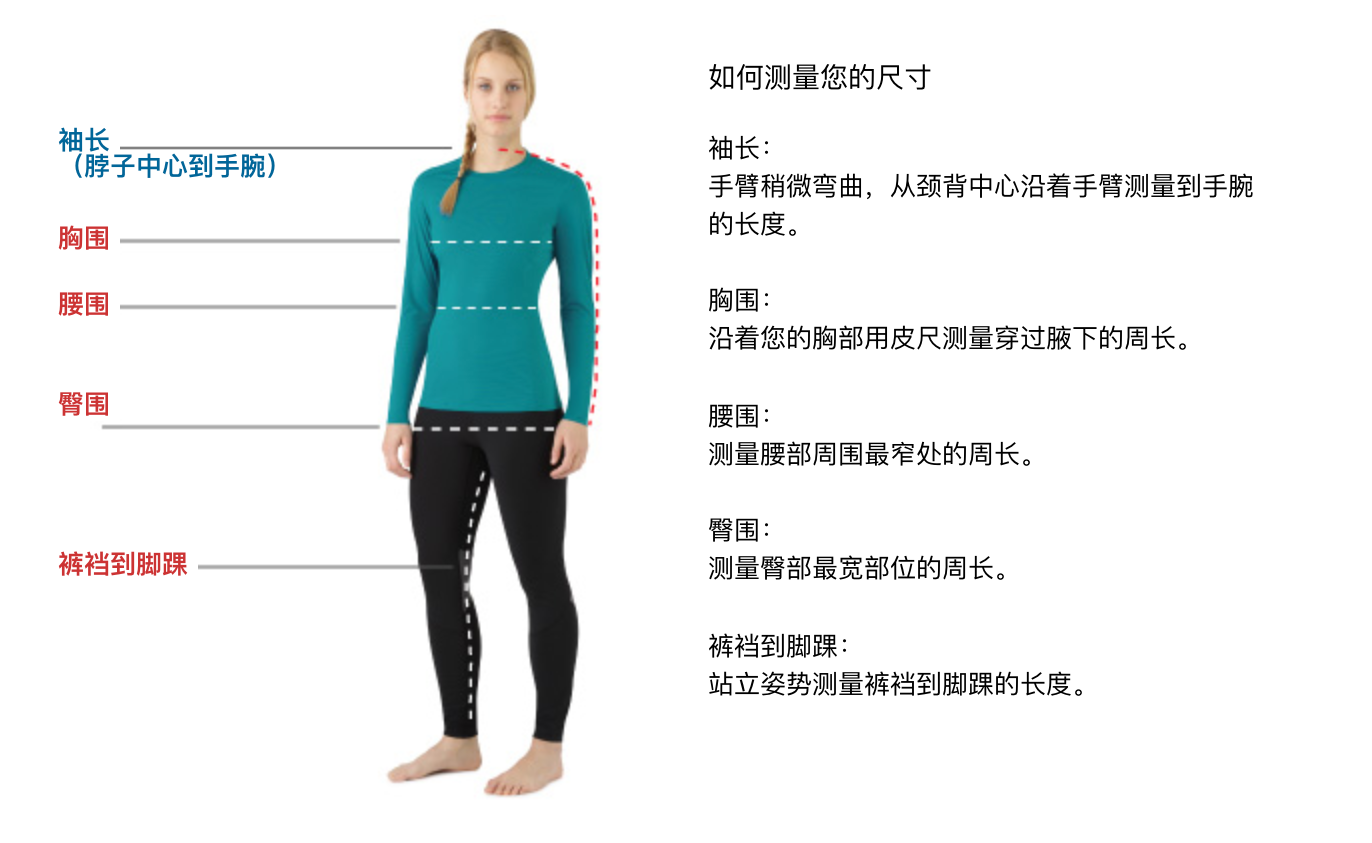 袖长
（脖子中心到手腕）
胸围
腰围
臀围
裤裆到脚踝
如何测量您的尺寸
袖长：
手臂稍微弯曲，从颈背中心沿着手臂测量到手腕
的长度。
胸围：
沿着您的胸部用皮尺测量穿过腋下的周长。
腰围：
测量腰部周围最窄处的周长。
臀围：
测量臀部最宽部位的周长。
裤裆到脚踝：
站立姿势测量裤裆到脚踝的长度。